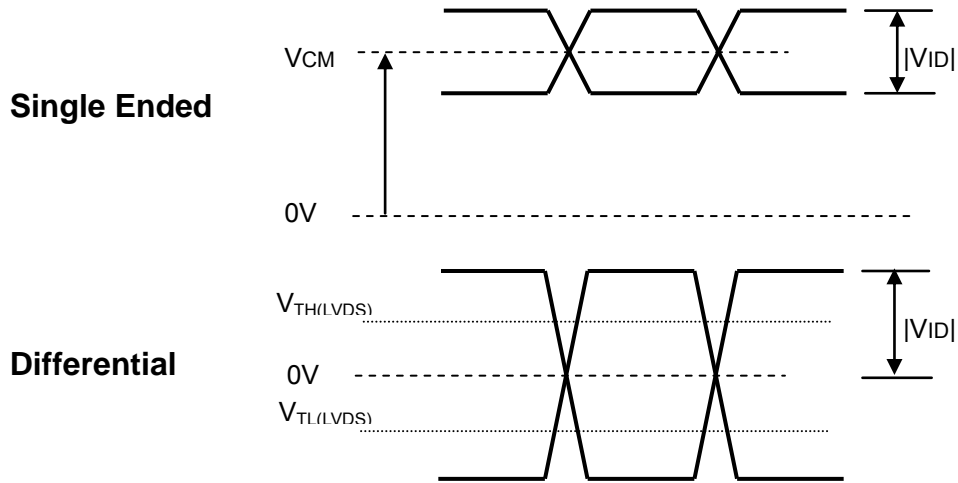 VCM
|VID|
Single Ended
0V
VTH(LVDS)
|VID|
Differential
0V
VTL(LVDS)